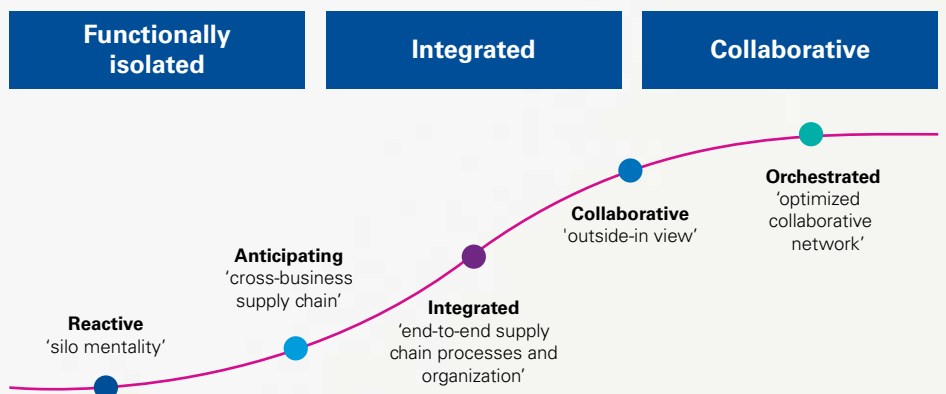 Functionally
isolated
Integrated
Collaborative
Reactive
‘silo mentality’
Anticipating
‘cross-business
supply chain’
Integrated
‘end-to-end supply
chain processes and
organization’
Collaborative
'outside-in view’
Orchestrated
‘optimized
collaborative
network’